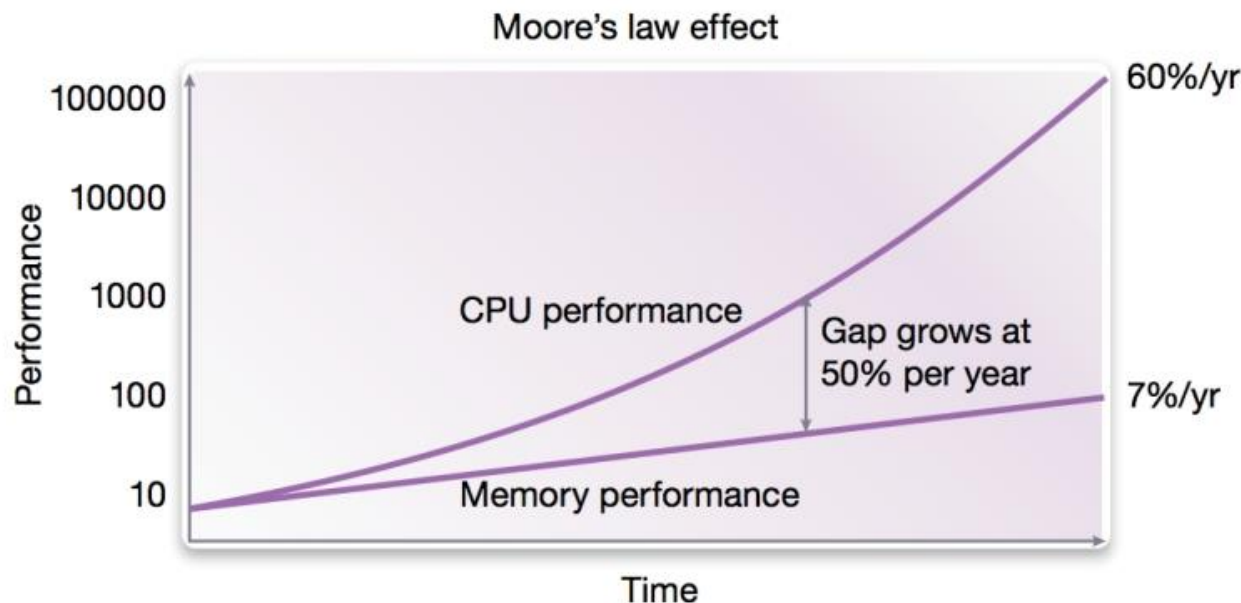 Moore's law effect
100000
10000
1000
100
10
Performance
60%/yr
CPU performance
Gap grows at
50% per year
7%/yr
Memory performance
Time